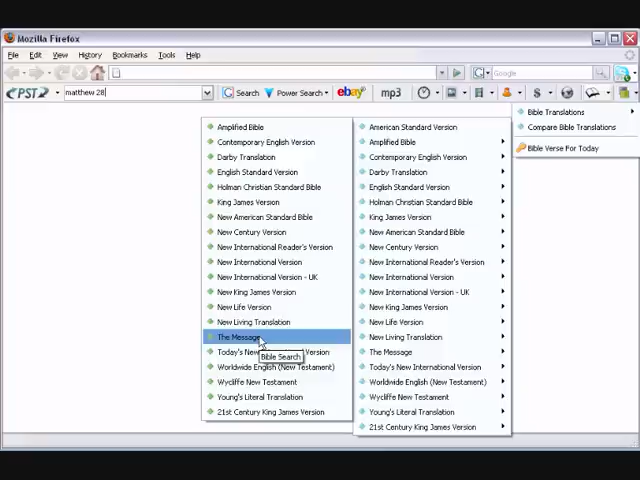 Mozilla Firefox
File Edit View History Bookmarks Tools Help
Google
PST2 matthew 28 Search Power Search ebay mp3
Bible Translations
Compare Bible Translations
Bible Verse For Today
American Standard Version
Amplified Bible
Contemporary English Version
Darby Translation
English Standard Version
Holman Christian Standard Bible
King James Version
New American Standard Bible
New Century Version
New International Reader's Version
New International Version
New International Version - UK
New King James Version
New Life Version
New Living Translation
The Message
Today's New International Version
Worldwide English (New Testament)
Wycliffe New Testament
Young's Literal Translation
21st Century King James Version
Amplified Bible
Contemporary English Version
Darby Translation
English Standard Version
Holman Christian Standard Bible
King James Version
New American Standard Bible
New Century Version
New International Reader's Version
New International Version
New International Version - UK
New King James Version
New Life Version
New Living Translation
The Message
Today's New Version
Bible Search
Worldwide English (New Testament)
Wycliffe New Testament
Young's Literal Translation
21st Century King James Version